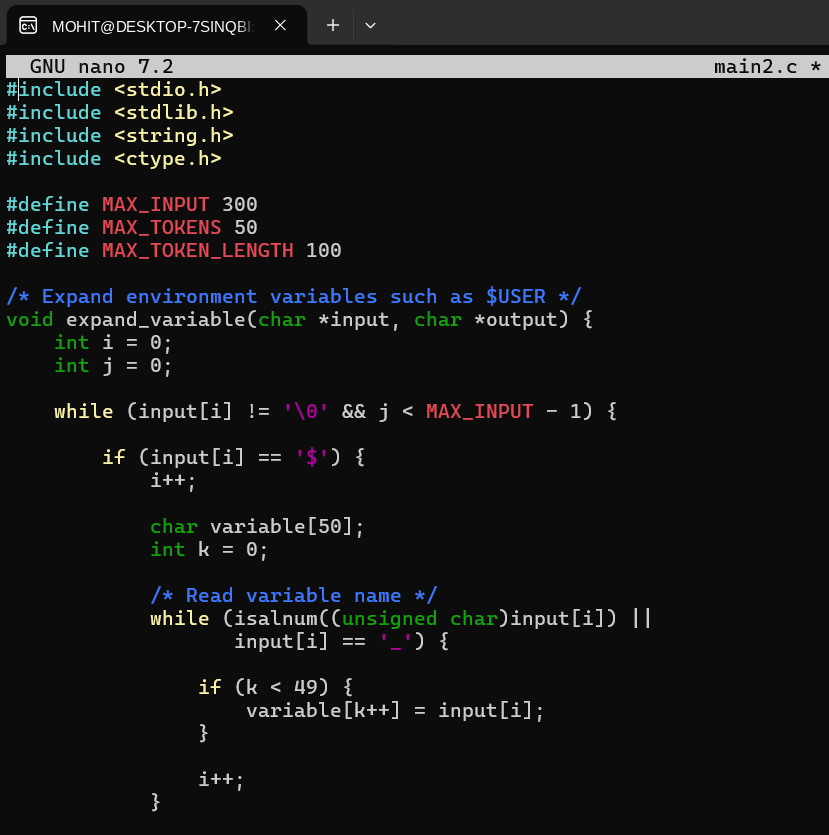 MOHIT@DESKTOP-7SINQBI:
GNU nano 7.2 main2.c *
#include <stdio.h>
#include <stdlib.h>
#include <string.h>
#include <ctype.h>

#define MAX_INPUT 300
#define MAX_TOKENS 50
#define MAX_TOKEN_LENGTH 100

/* Expand environment variables such as $USER */
void expand_variable(char *input, char *output) {
    int i = 0;
    int j = 0;

    while (input[i] != '\0' && j < MAX_INPUT - 1) {

        if (input[i] == '$') {
            i++;

            char variable[50];
            int k = 0;

            /* Read variable name */
            while (isalnum((unsigned char)input[i]) ||
                   input[i] == '_') {

                if (k < 49) {
                    variable[k++] = input[i];
                }

                i++;
            }